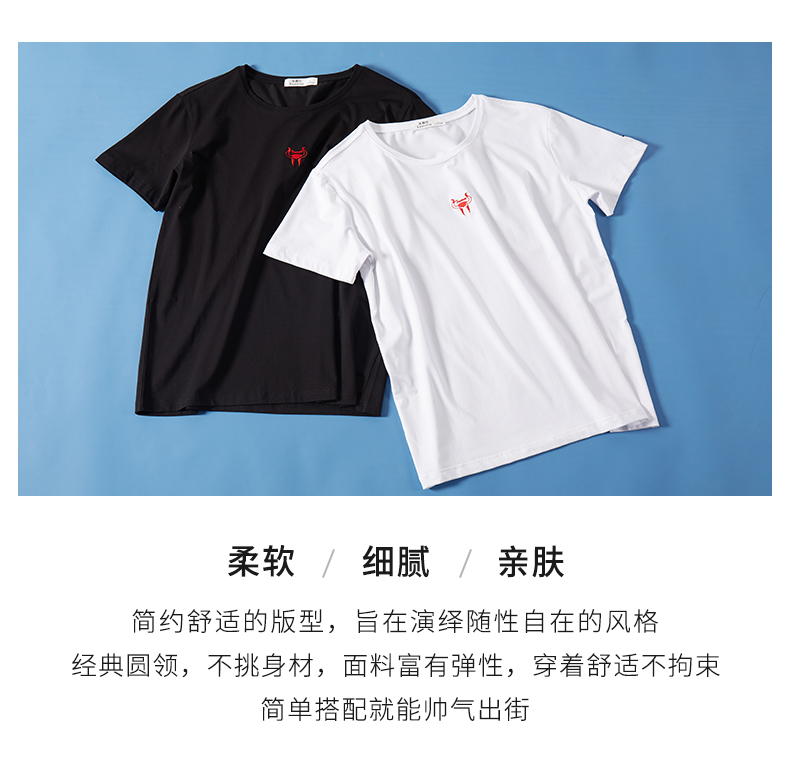 柔软 / 细腻 / 亲肤
简约舒适的版型，旨在演绎随性自在的风格
经典圆领，不挑身材，面料富有弹性，穿着舒适不拘束
简单搭配就能帅气出街